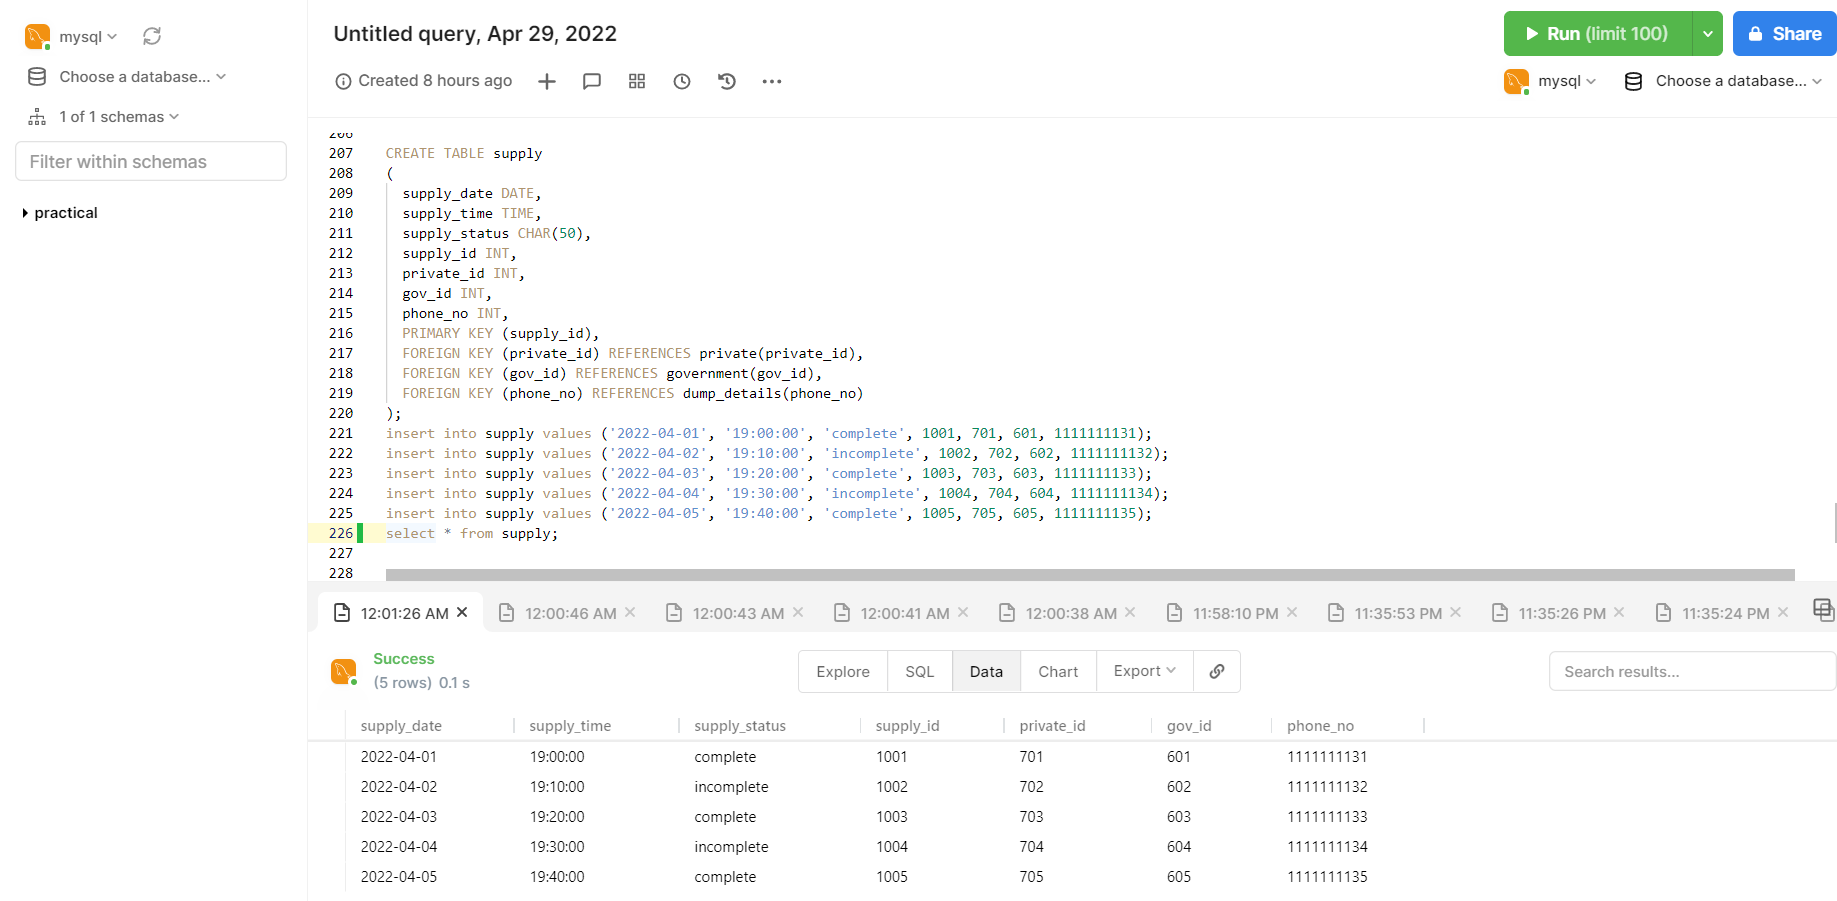 mysql
Choose a database...
1 of 1 schemas
Filter within schemas
practical
Untitled query, Apr 29, 2022
Run (limit 100)
Share
Created 8 hours ago
mysql
Choose a database...
206
207 CREATE TABLE supply
208 (
209 supply_date DATE,
210 supply_time TIME,
211 supply_status CHAR(50),
212 supply_id INT,
213 private_id INT,
214 gov_id INT,
215 phone_no INT,
216 PRIMARY KEY (supply_id),
217 FOREIGN KEY (private_id) REFERENCES private(private_id),
218 FOREIGN KEY (gov_id) REFERENCES government(gov_id),
219 FOREIGN KEY (phone_no) REFERENCES dump_details(phone_no)
220 );
221 insert into supply values ('2022-04-01', '19:00:00', 'complete', 1001, 701, 601, 1111111131);
222 insert into supply values ('2022-04-02', '19:10:00', 'incomplete', 1002, 702, 602, 1111111132);
223 insert into supply values ('2022-04-03', '19:20:00', 'complete', 1003, 703, 603, 1111111133);
224 insert into supply values ('2022-04-04', '19:30:00', 'incomplete', 1004, 704, 604, 1111111134);
225 insert into supply values ('2022-04-05', '19:40:00', 'complete', 1005, 705, 605, 1111111135);
226 select * from supply;
227
228
12:01:26 AM 12:00:46 AM 12:00:43 AM 12:00:41 AM 12:00:38 AM 11:58:10 PM 11:35:53 PM 11:35:26 PM 11:35:24 PM
Success
(5 rows) 0.1 s
Explore SQL Data Chart Export
Search results...
supply_date supply_time supply_status supply_id private_id gov_id phone_no
2022-04-01 19:00:00 complete 1001 701 601 1111111131
2022-04-02 19:10:00 incomplete 1002 702 602 1111111132
2022-04-03 19:20:00 complete 1003 703 603 1111111133
2022-04-04 19:30:00 incomplete 1004 704 604 1111111134
2022-04-05 19:40:00 complete 1005 705 605 1111111135